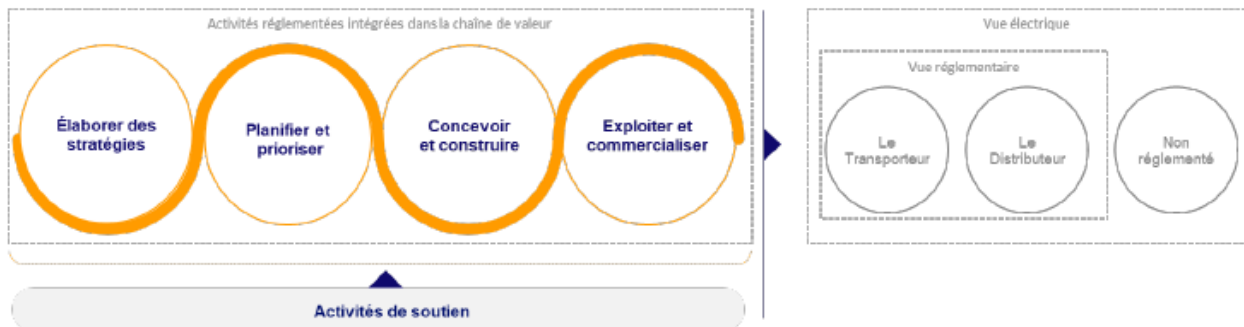 Activités réglementées intégrées dans la chaîne de valeur
Élaborer des
stratégies
Planifier et
prioriser
Concevoir
et construire
Exploiter et
commercialiser
Activités de soutien
Vue électrique
Vue réglementaire
Le
Transporteur
Le
Distributeur
Non
réglementé